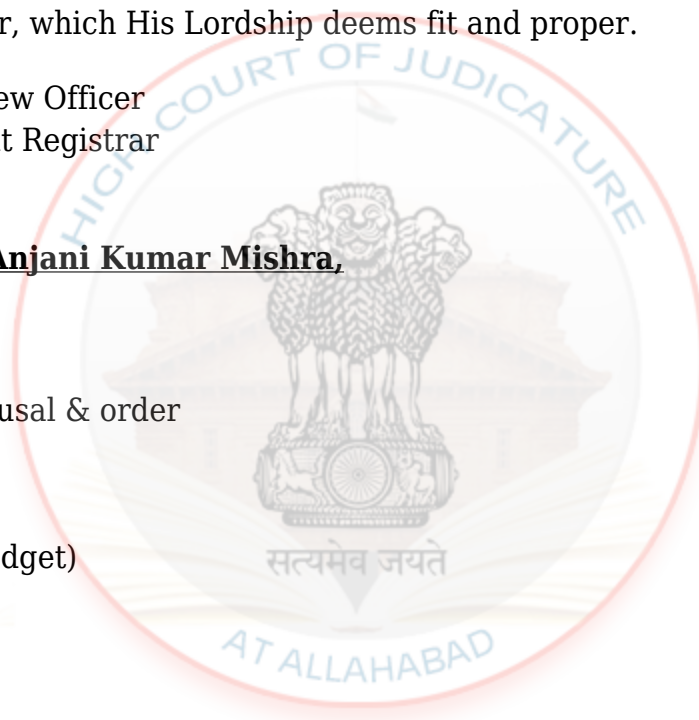 r, which His Lordship deems fit and proper.
ew Officer
t Registrar
Anjani Kumar Mishra,
usal & order
dget)
HIGH COURT OF JUDICATURE
सत्यमेव जयते
AT ALLAHABAD